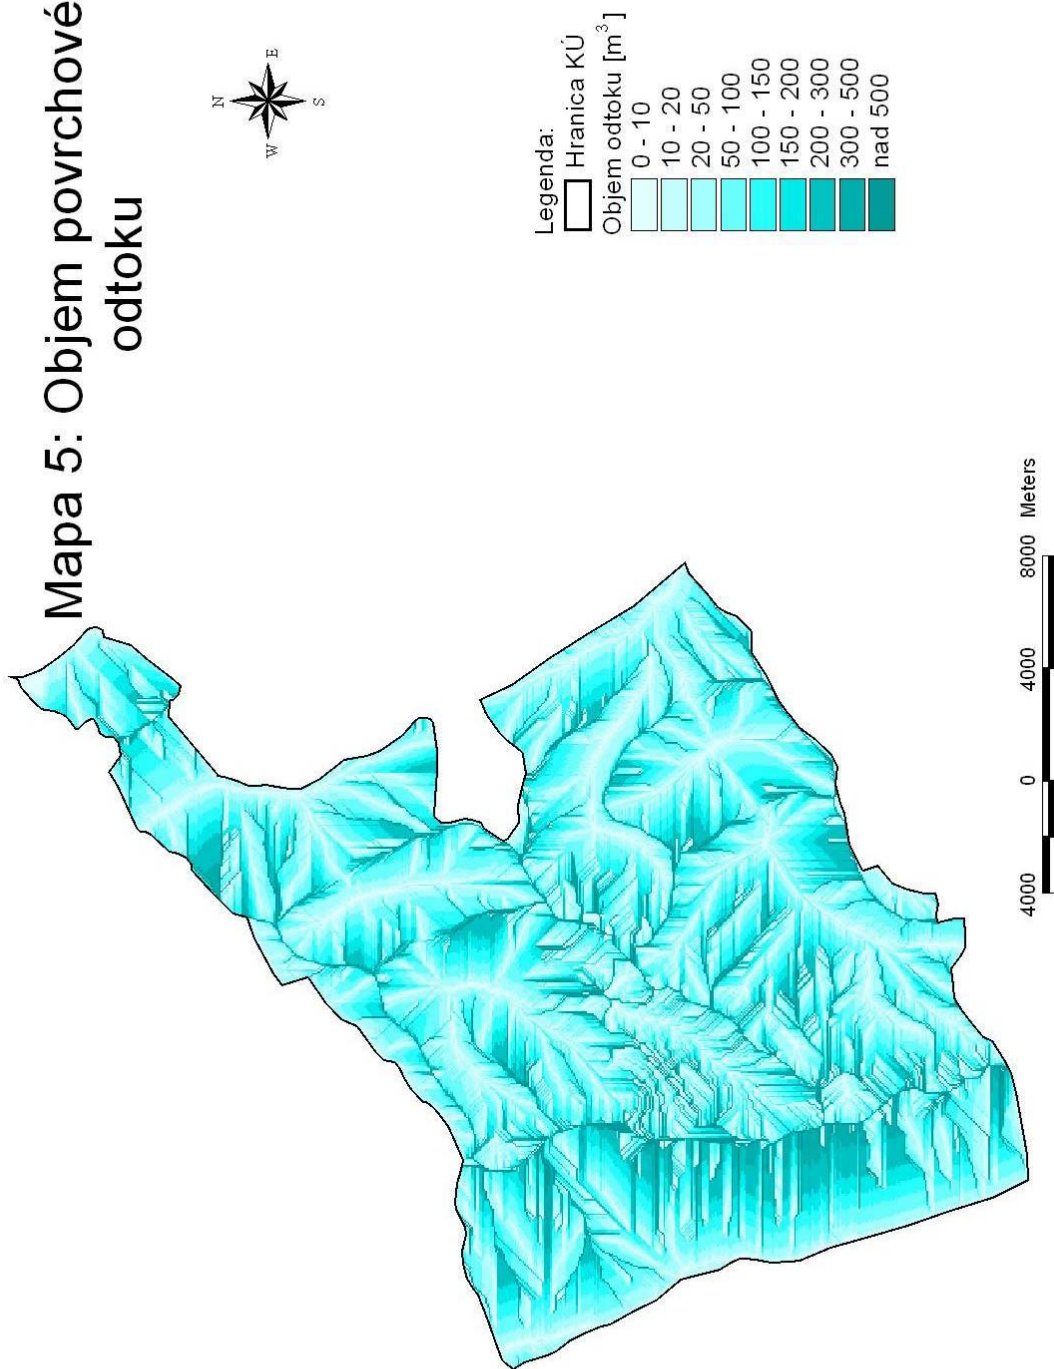 Mapa 5: Objem povrchové
odtoku
N
W
E
S
Legenda:
Hranica KÚ
Objem odtoku [m³]
0 - 10
10 - 20
20 - 50
50 - 100
100 - 150
150 - 200
200 - 300
300 - 500
nad 500
4000 0 4000 8000 Meters